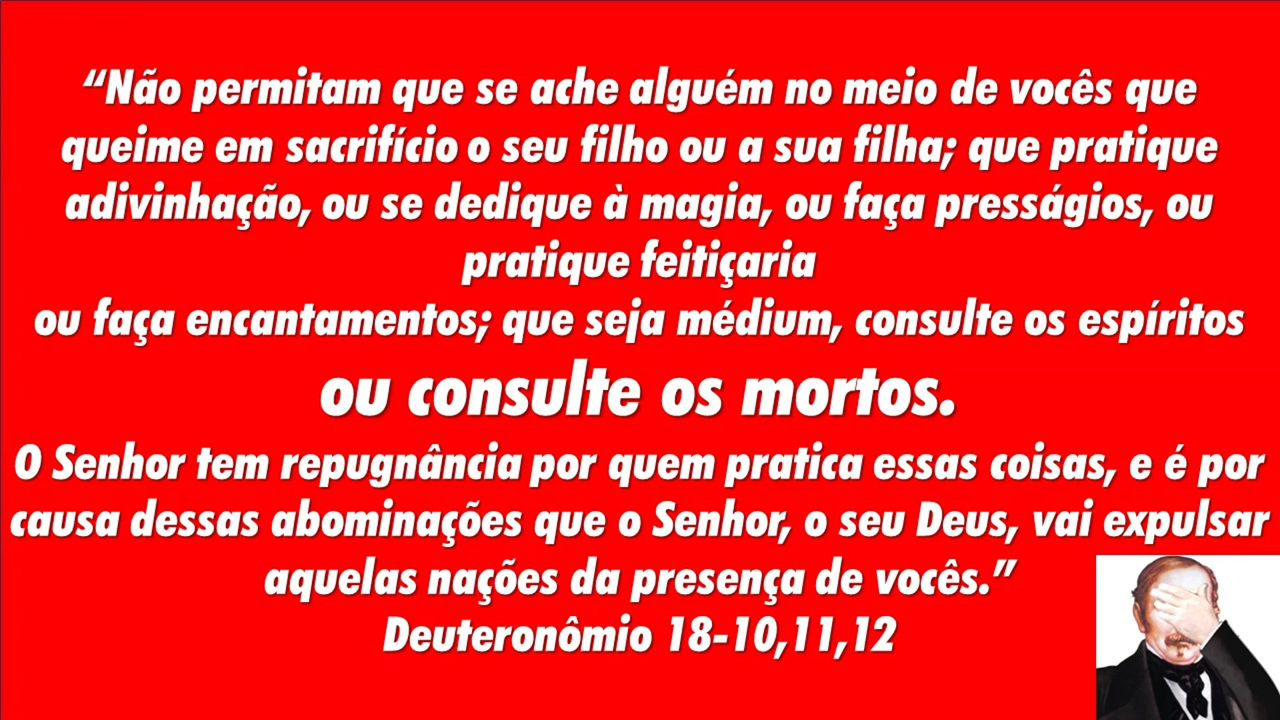 “Não permitam que se ache alguém no meio de vocês que
queime em sacrifício o seu filho ou a sua filha; que pratique
adivinhação, ou se dedique à magia, ou faça presságios, ou
pratique feitiçaria
ou faça encantamentos; que seja médium, consulte os espíritos
ou consulte os mortos.
O Senhor tem repugnância por quem pratica essas coisas, e é por
causa dessas abominações que o Senhor, o seu Deus, vai expulsar
aquelas nações da presença de vocês.”
Deuteronômio 18-10,11,12